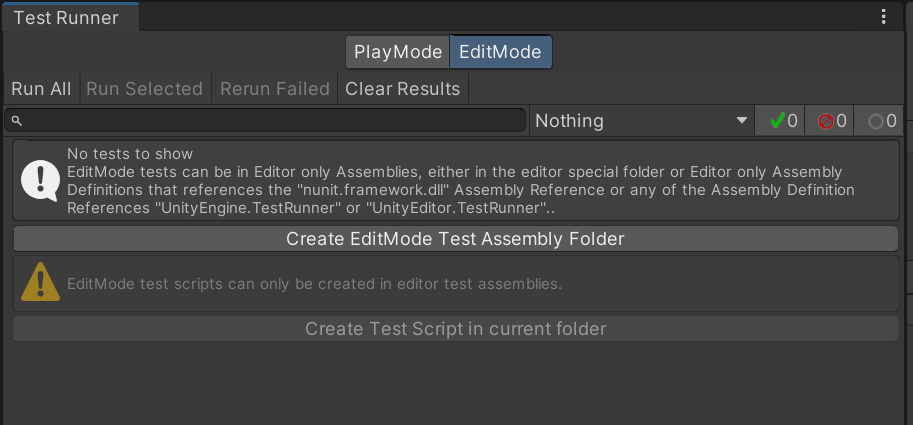 Test Runner
PlayMode EditMode
Run All Run Selected Rerun Failed Clear Results
Nothing 0 0 0
No tests to show
EditMode tests can be in Editor only Assemblies, either in the editor special folder or Editor only Assembly
Definitions that references the "nunit.framework.dll" Assembly Reference or any of the Assembly Definition
References "UnityEngine.TestRunner" or "UnityEditor.TestRunner"..
Create EditMode Test Assembly Folder
EditMode test scripts can only be created in editor test assemblies.
Create Test Script in current folder